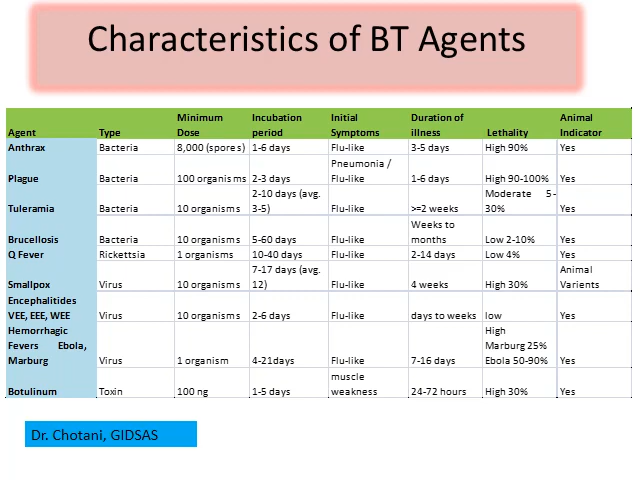 Characteristics of BT Agents
Agent Type Minimum Dose Incubation period Initial Symptoms Duration of illness Lethality Animal Indicator
Anthrax Bacteria 8,000 (spores) 1-6 days Flu-like 3-5 days High 90% Yes
Plague Bacteria 100 organisms 2-3 days Pneumonia / Flu-like 1-6 days High 90-100% Yes
Tuleramia Bacteria 10 organisms 2-10 days (avg. 3-5) Flu-like >=2 weeks Moderate 5-30% Yes
Brucellosis Bacteria 10 organisms 5-60 days Flu-like Weeks to months Low 2-10% Yes
Q Fever Rickettsia 1 organisms 10-40 days Flu-like 2-14 days Low 4% Yes
Smallpox Virus 10 organisms 7-17 days (avg. 12) Flu-like 4 weeks High 30% Animal Varients
Encephalitides VEE, EEE, WEE Virus 10 organisms 2-6 days Flu-like days to weeks low Yes
Hemorrhagic Fevers Ebola, Marburg Virus 1 organism 4-21days Flu-like 7-16 days High Marburg 25% Ebola 50-90% Yes
Botulinum Toxin 100 ng 1-5 days muscle weakness 24-72 hours High 30% Yes
Dr. Chotani, GIDSAS